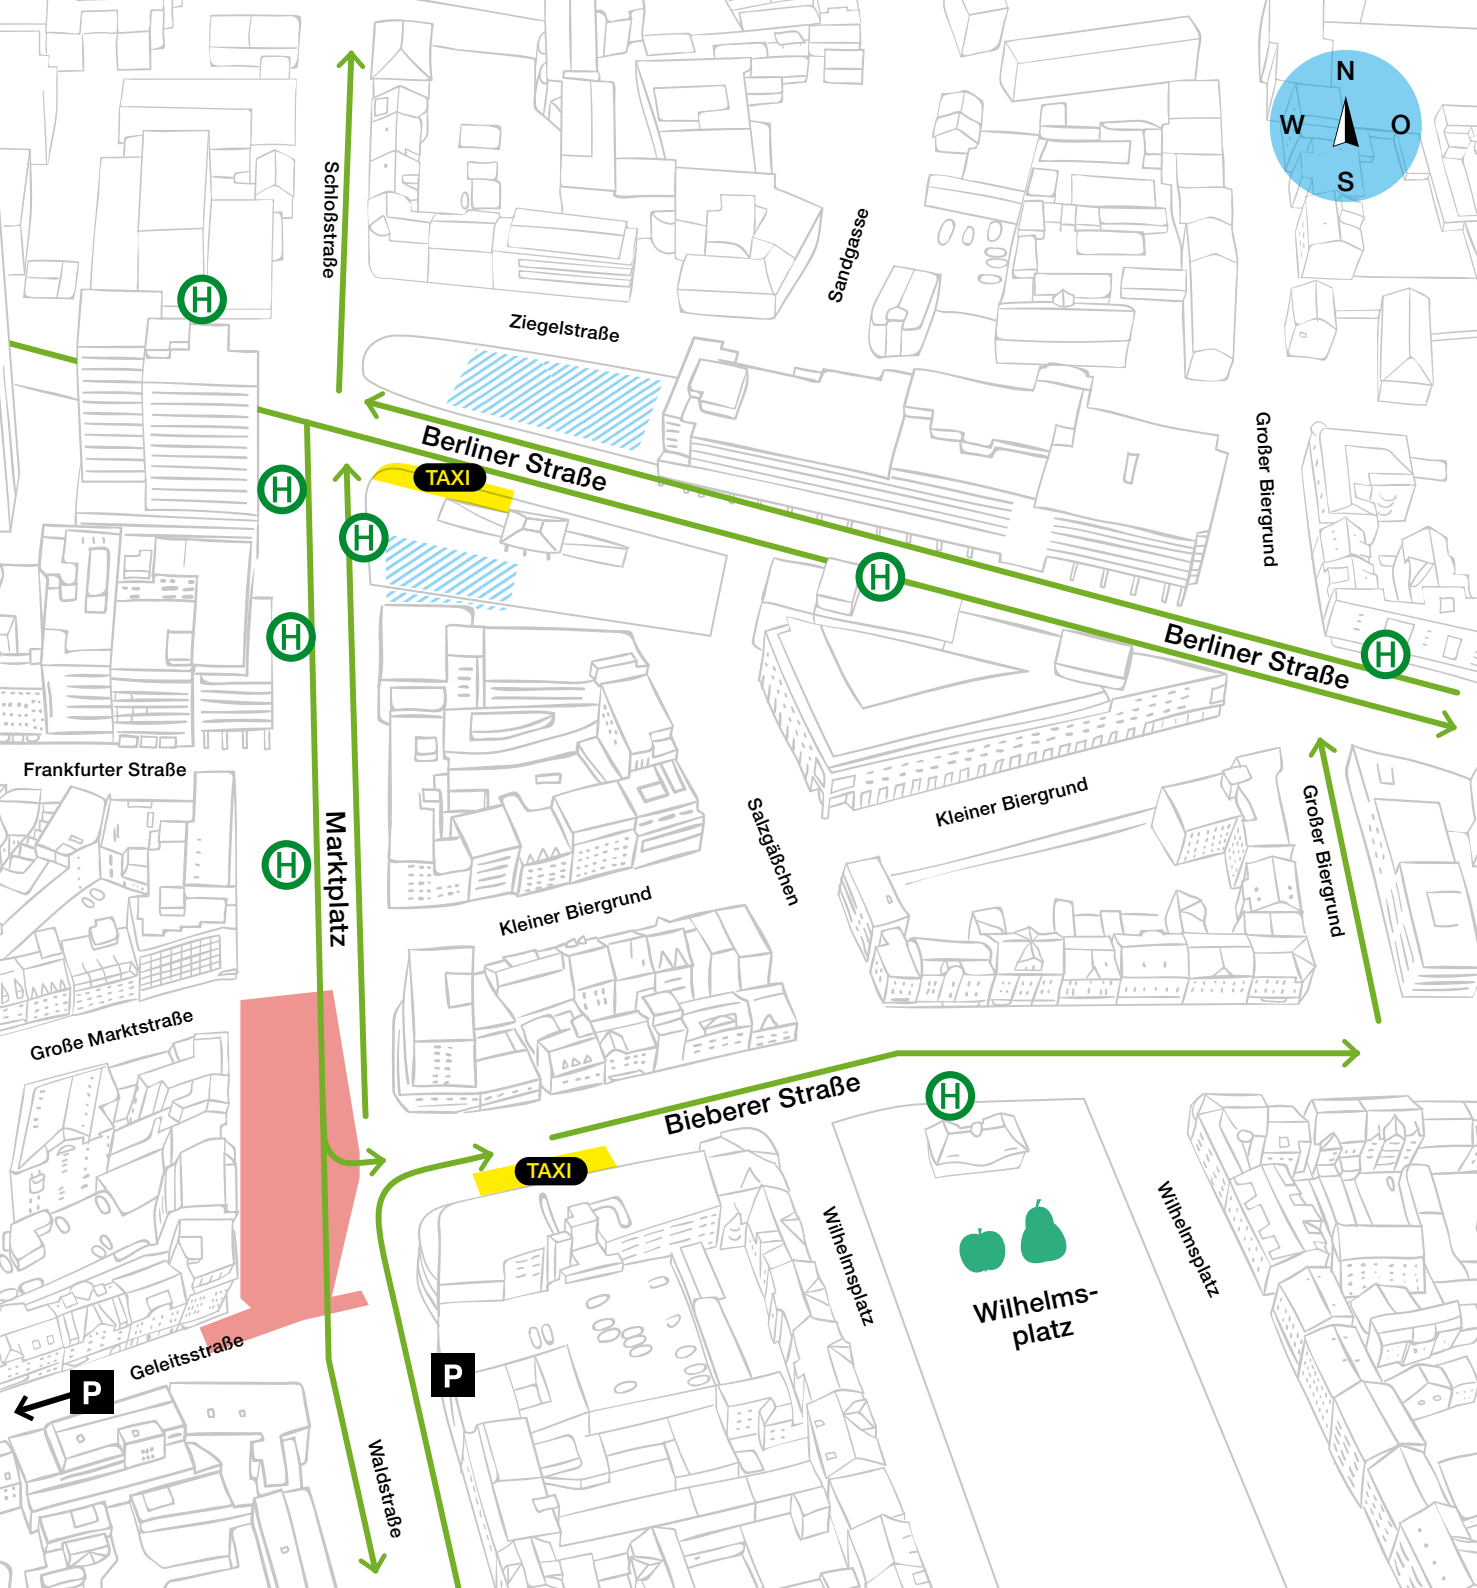 N
W
O
S
Schloßstraße
Sandgasse
H
Ziegelstraße
Berliner Straße
TAXI
H
H
Großer Biergrund
H
H
Berliner Straße
H
Frankfurter Straße
Marktplatz
H
Salzgäßchen
Kleiner Biergrund
Großer Biergrund
Kleiner Biergrund
Große Marktstraße
Bieberer Straße
H
TAXI
Wilhelmsplatz
Wilhelmsplatz
Wilhelms-
platz
Geleitsstraße
P
P
Waldstraße